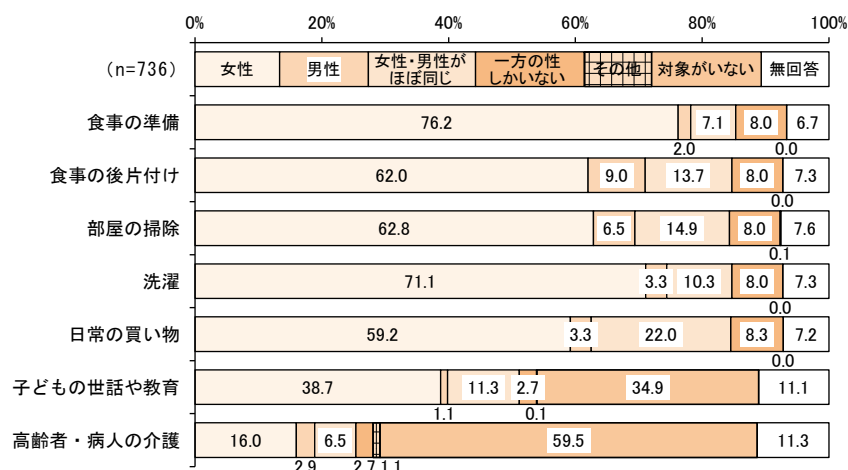 0% 20% 40% 60% 80% 100%
(n=736) 女性 男性 女性・男性が ほぼ同じ 一方の性 しかいない その他 対象がいない 無回答
食事の準備 76.2 7.1 8.0 6.7
2.0 0.0
食事の後片付け 62.0 9.0 13.7 8.0 7.3
0.0
部屋の掃除 62.8 6.5 14.9 8.0 7.6
0.1
洗濯 71.1 3.3 10.3 8.0 7.3
0.0
日常の買い物 59.2 3.3 22.0 8.3 7.2
0.0
子どもの世話や教育 38.7 11.3 2.7 34.9 11.1
1.1 0.1
高齢者・病人の介護 16.0 6.5 59.5 11.3
2.9 2.7 1.1